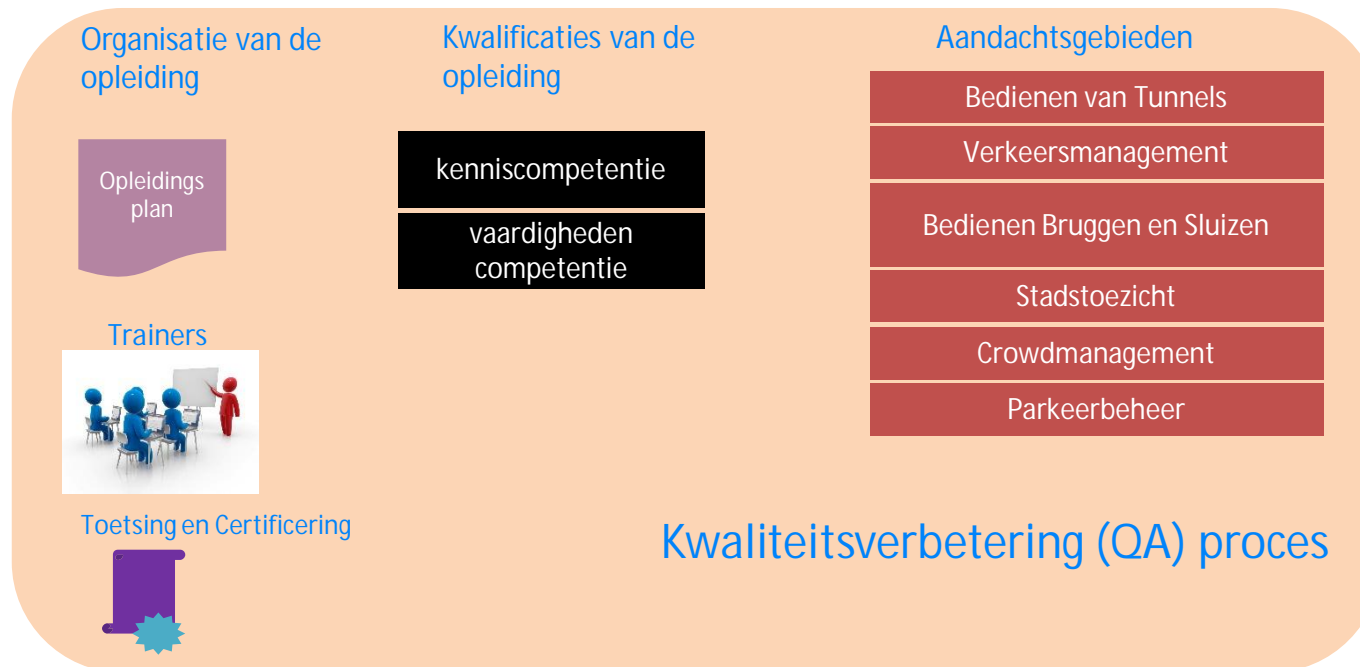 Organisatie van de
opleiding
Opleidings
plan
Trainers
Toetsing en Certificering
Kwalificaties van de
opleiding
kenniscompetentie
vaardigheden
competentie
Aandachtsgebieden
Bedienen van Tunnels
Verkeersmanagement
Bedienen Bruggen en Sluizen
Stadstoezicht
Crowdmanagement
Parkeerbeheer
Kwaliteitsverbetering (QA) proces